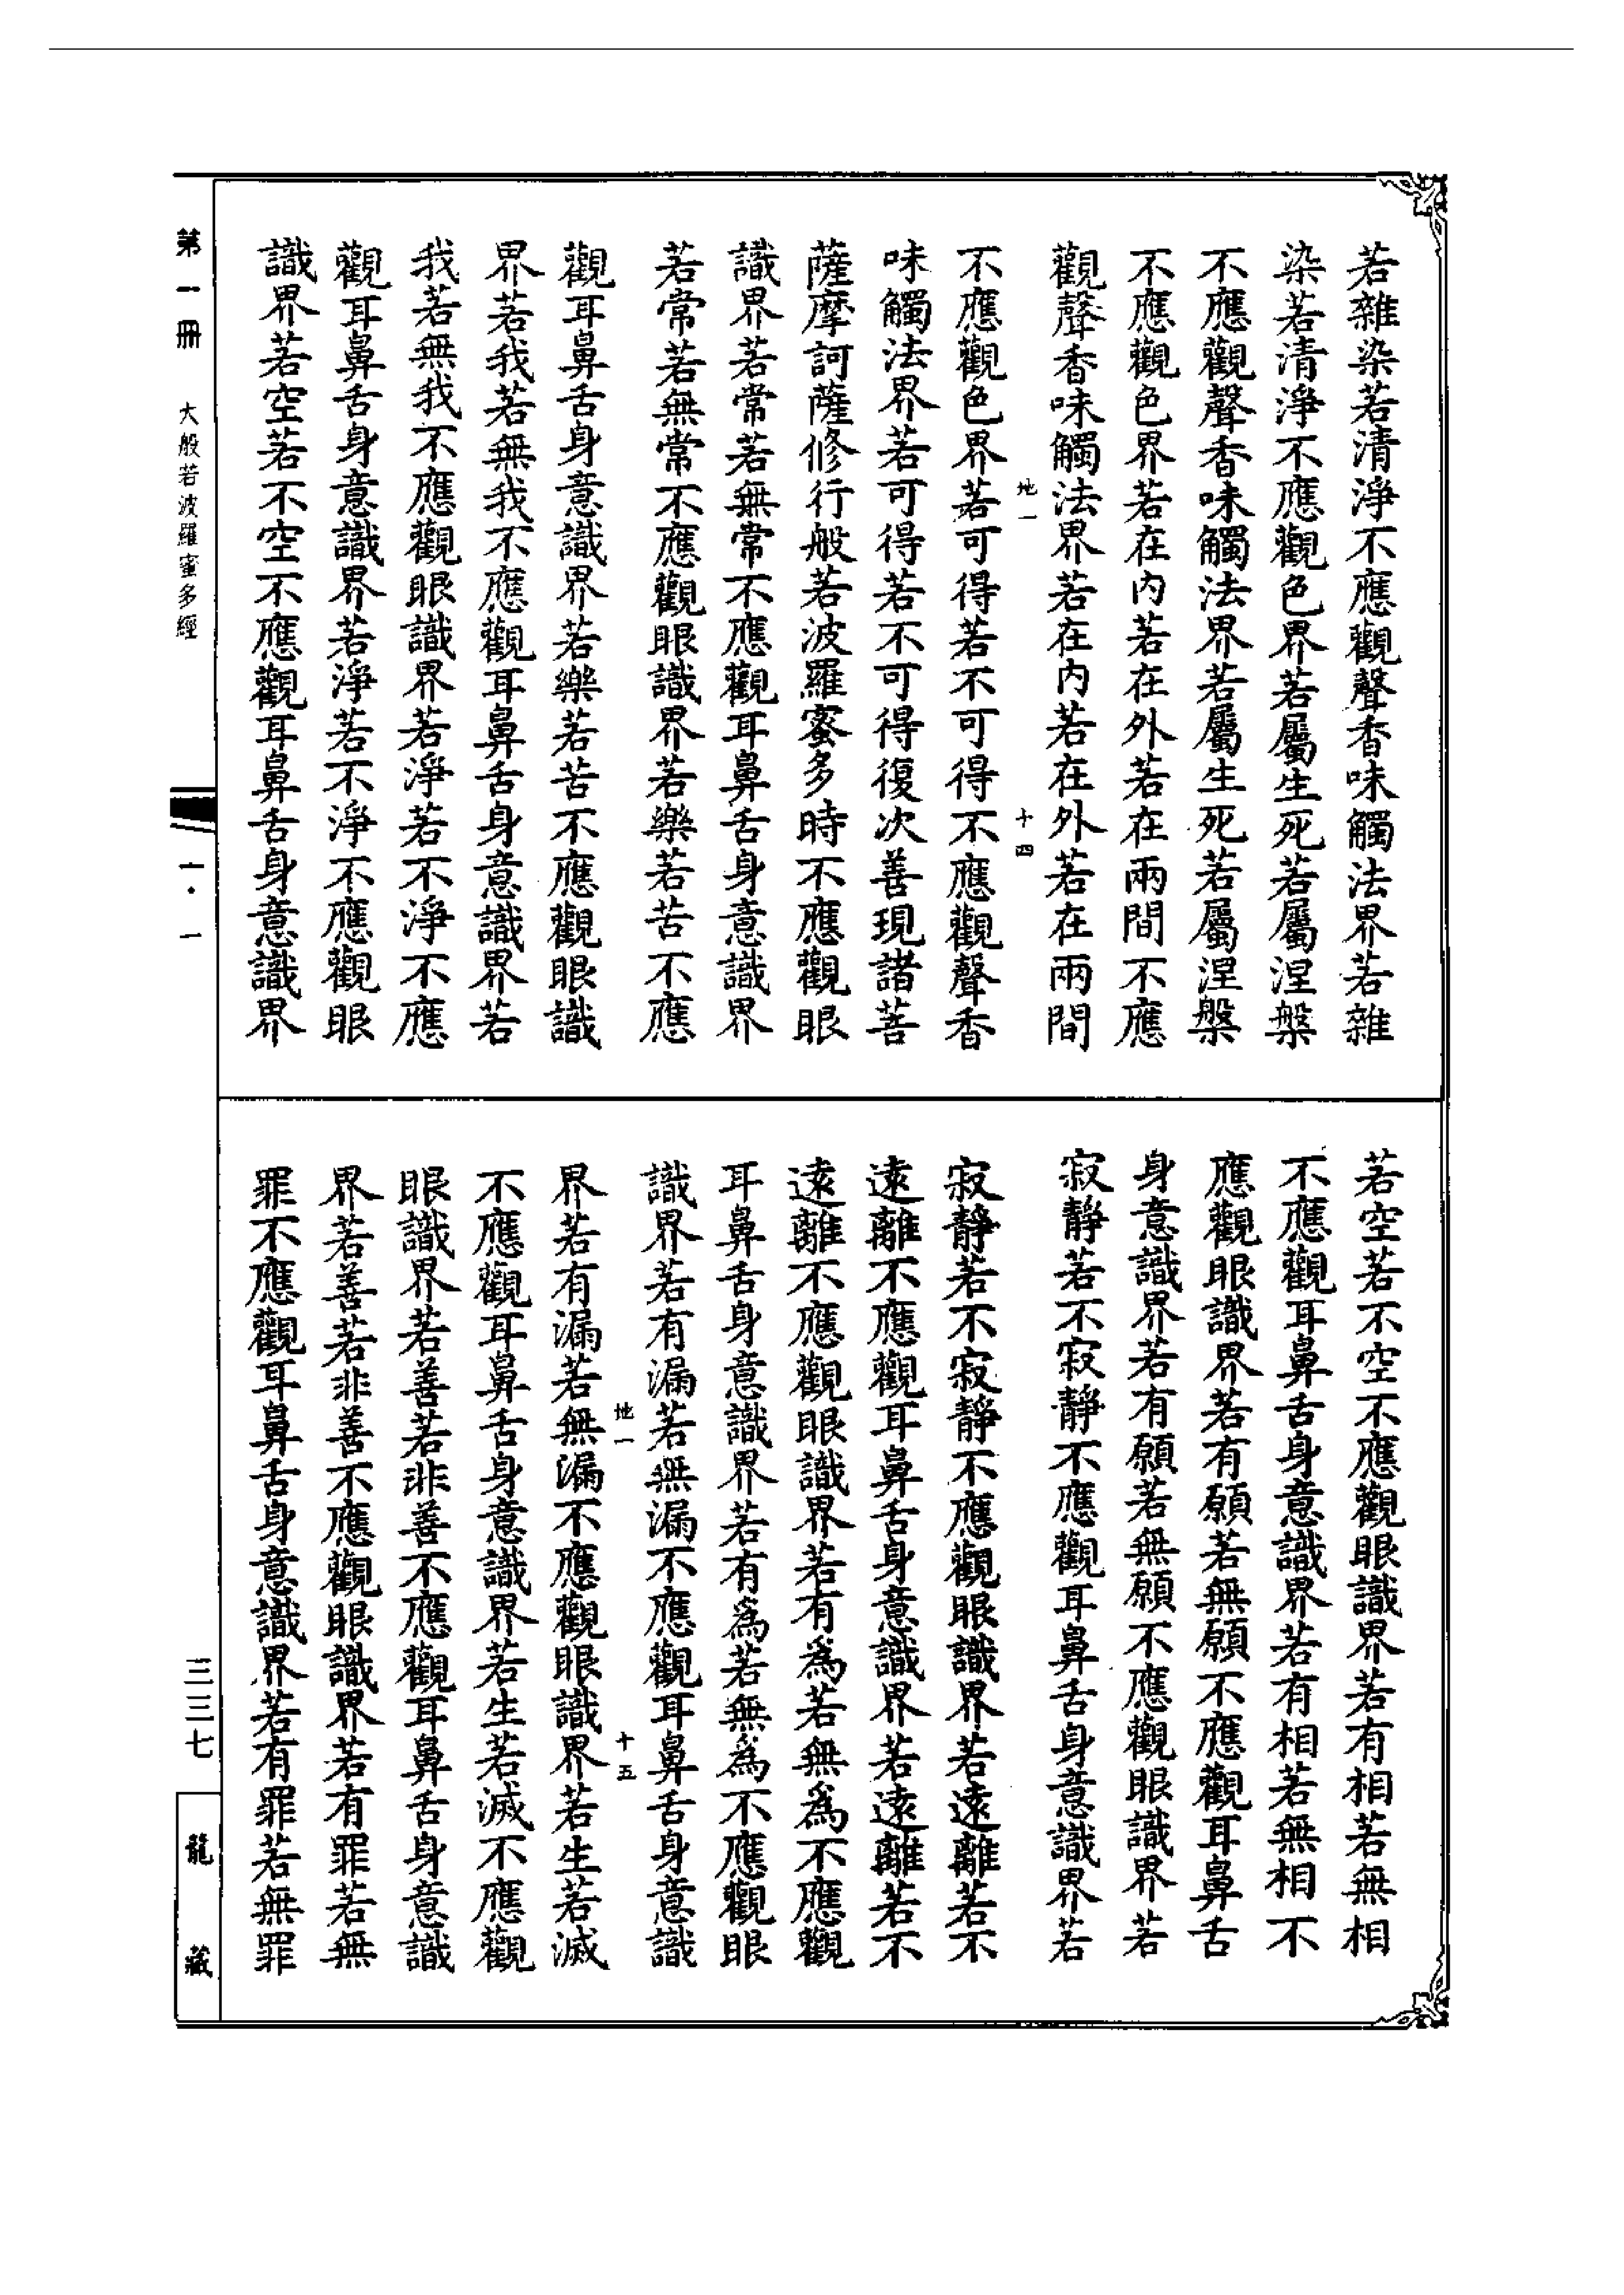 若雜染若清淨不應觀聲香味觸法界若雜
染若清淨不應觀色界若屬生死若屬涅槃
不應觀聲香味觸法界若屬生死若屬涅槃
不應觀色界若在內若在外若在兩間不應
觀聲香味觸法界若在內若在外若在兩間
地一 十四
不應觀色界若可得若不可得不應觀聲香
味觸法界若可得若不可得復次善現諸菩
薩摩訶薩修行般若波羅蜜多時不應觀眼
識界若常若無常不應觀耳鼻舌身意識界
若常若無常不應觀眼識界若樂若苦不應
觀耳鼻舌身意識界若樂若苦不應觀眼識
界若我若無我不應觀耳鼻舌身意識界若
我若無我不應觀眼識界若淨若不淨不應
觀耳鼻舌身意識界若淨若不淨不應觀眼
識界若空若不空不應觀耳鼻舌身意識界
若空若不空不應觀眼識界若有相若無相
不應觀耳鼻舌身意識界若有相若無相不
應觀眼識界若有願若無願不應觀耳鼻舌
身意識界若有願若無願不應觀眼識界若
寂靜若不寂靜不應觀耳鼻舌身意識界若
寂靜若不寂靜不應觀眼識界若遠離若不
遠離不應觀耳鼻舌身意識界若遠離若不
遠離不應觀眼識界若有為若無為不應觀
耳鼻舌身意識界若有為若無為不應觀眼
識界若有漏若無漏不應觀耳鼻舌身意識
地一 十五
界若有漏若無漏不應觀眼識界若生若滅
不應觀耳鼻舌身意識界若生若滅不應觀
眼識界若善若非善不應觀耳鼻舌身意識
界若善若非善不應觀眼識界若有罪若無
罪不應觀耳鼻舌身意識界若有罪若無罪
第一冊 大般若波羅蜜多經 一·一 三三七 龍藏